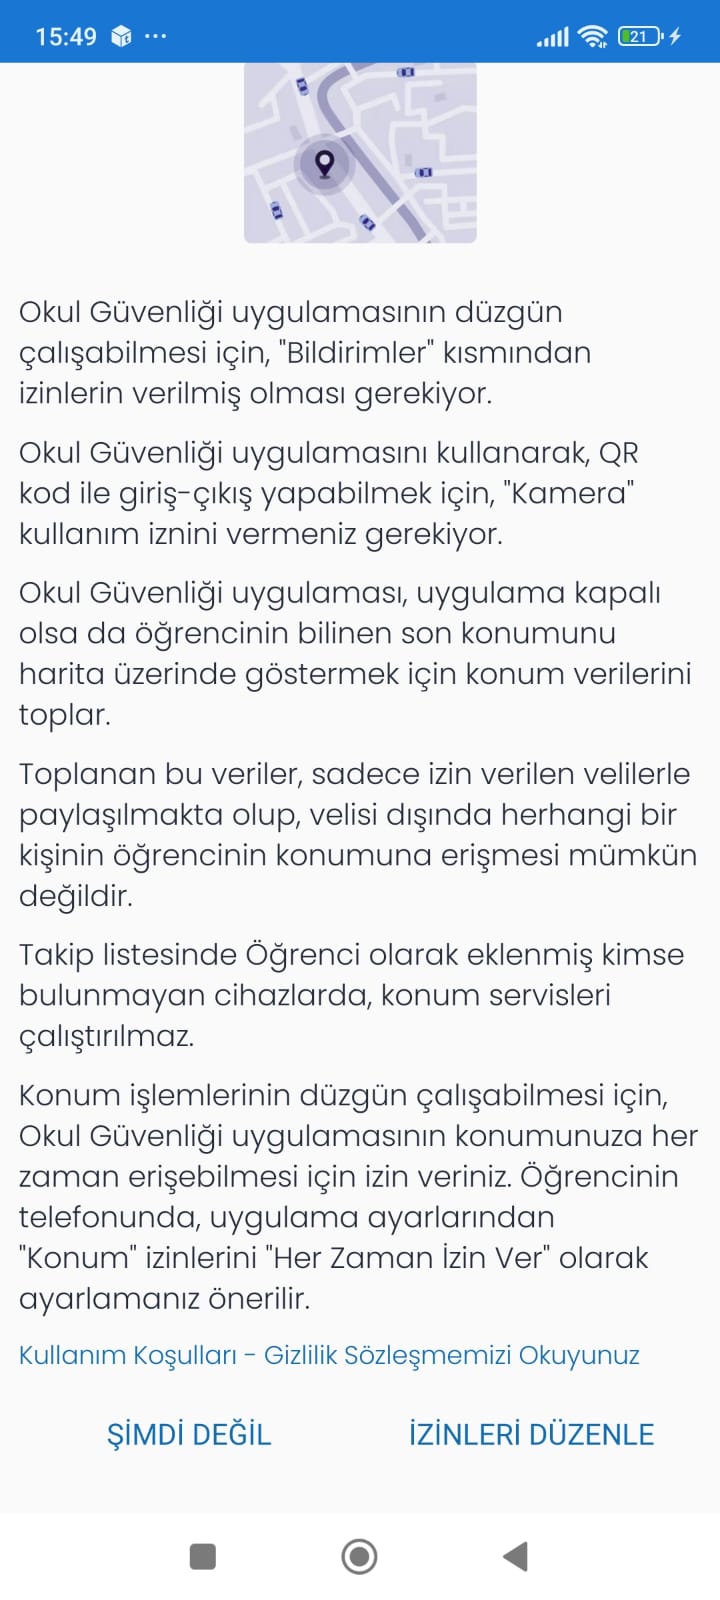 15:49
21
Okul Güvenliği uygulamasının düzgün
çalışabilmesi için, "Bildirimler" kısmından
izinlerin verilmiş olması gerekiyor.
Okul Güvenliği uygulamasını kullanarak, QR
kod ile giriş-çıkış yapabilmek için, "Kamera"
kullanım iznini vermeniz gerekiyor.
Okul Güvenliği uygulaması, uygulama kapalı
olsa da öğrencinin bilinen son konumunu
harita üzerinde göstermek için konum verilerini
toplar.
Toplanan bu veriler, sadece izin verilen velilerle
paylaşılmakta olup, velisi dışında herhangi bir
kişinin öğrencinin konumuna erişmesi mümkün
değildir.
Takip listesinde Öğrenci olarak eklenmiş kimse
bulunmayan cihazlarda, konum servisleri
çalıştırılmaz.
Konum işlemlerinin düzgün çalışabilmesi için,
Okul Güvenliği uygulamasının konumunuza her
zaman erişebilmesi için izin veriniz. Öğrencinin
telefonunda, uygulama ayarlarından
"Konum" izinlerini "Her Zaman İzin Ver" olarak
ayarlamanız önerilir.
Kullanım Koşulları - Gizlilik Sözleşmemizi Okuyunuz
ŞİMDİ DEĞİL
İZİNLERİ DÜZENLE